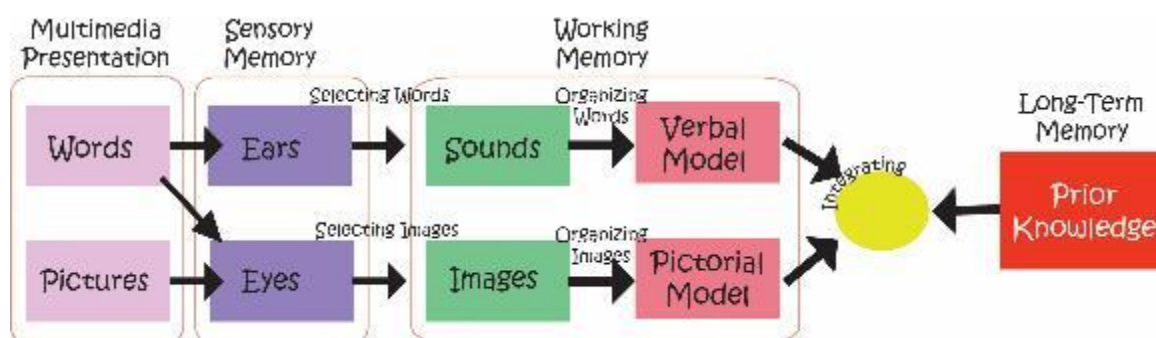 Multimedia
Presentation
Sensory
Memory
Working
Memory
Long-Term
Memory
Selecting Words
Organizing
Words
Words
Ears
Sounds
Verbal
Model
Integrating
Prior
Knowledge
Selecting Images
Organizing
Images
Pictures
Eyes
Images
Pictorial
Model